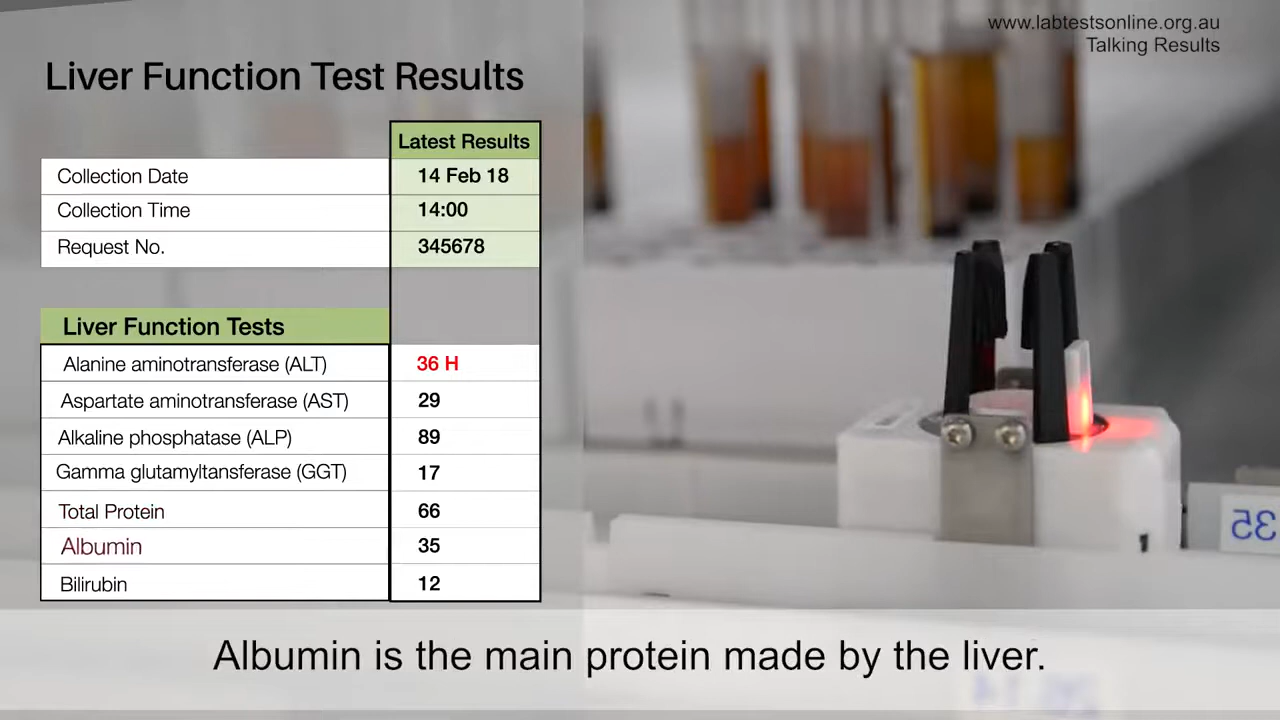 www.labtestsonline.org.au
Talking Results
Liver Function Test Results
Latest Results
Collection Date 14 Feb 18
Collection Time 14:00
Request No. 345678
Liver Function Tests
Alanine aminotransferase (ALT) 36 H
Aspartate aminotransferase (AST) 29
Alkaline phosphatase (ALP) 89
Gamma glutamyltansferase (GGT) 17
Total Protein 66
Albumin 35
Bilirubin 12
35
Albumin is the main protein made by the liver.